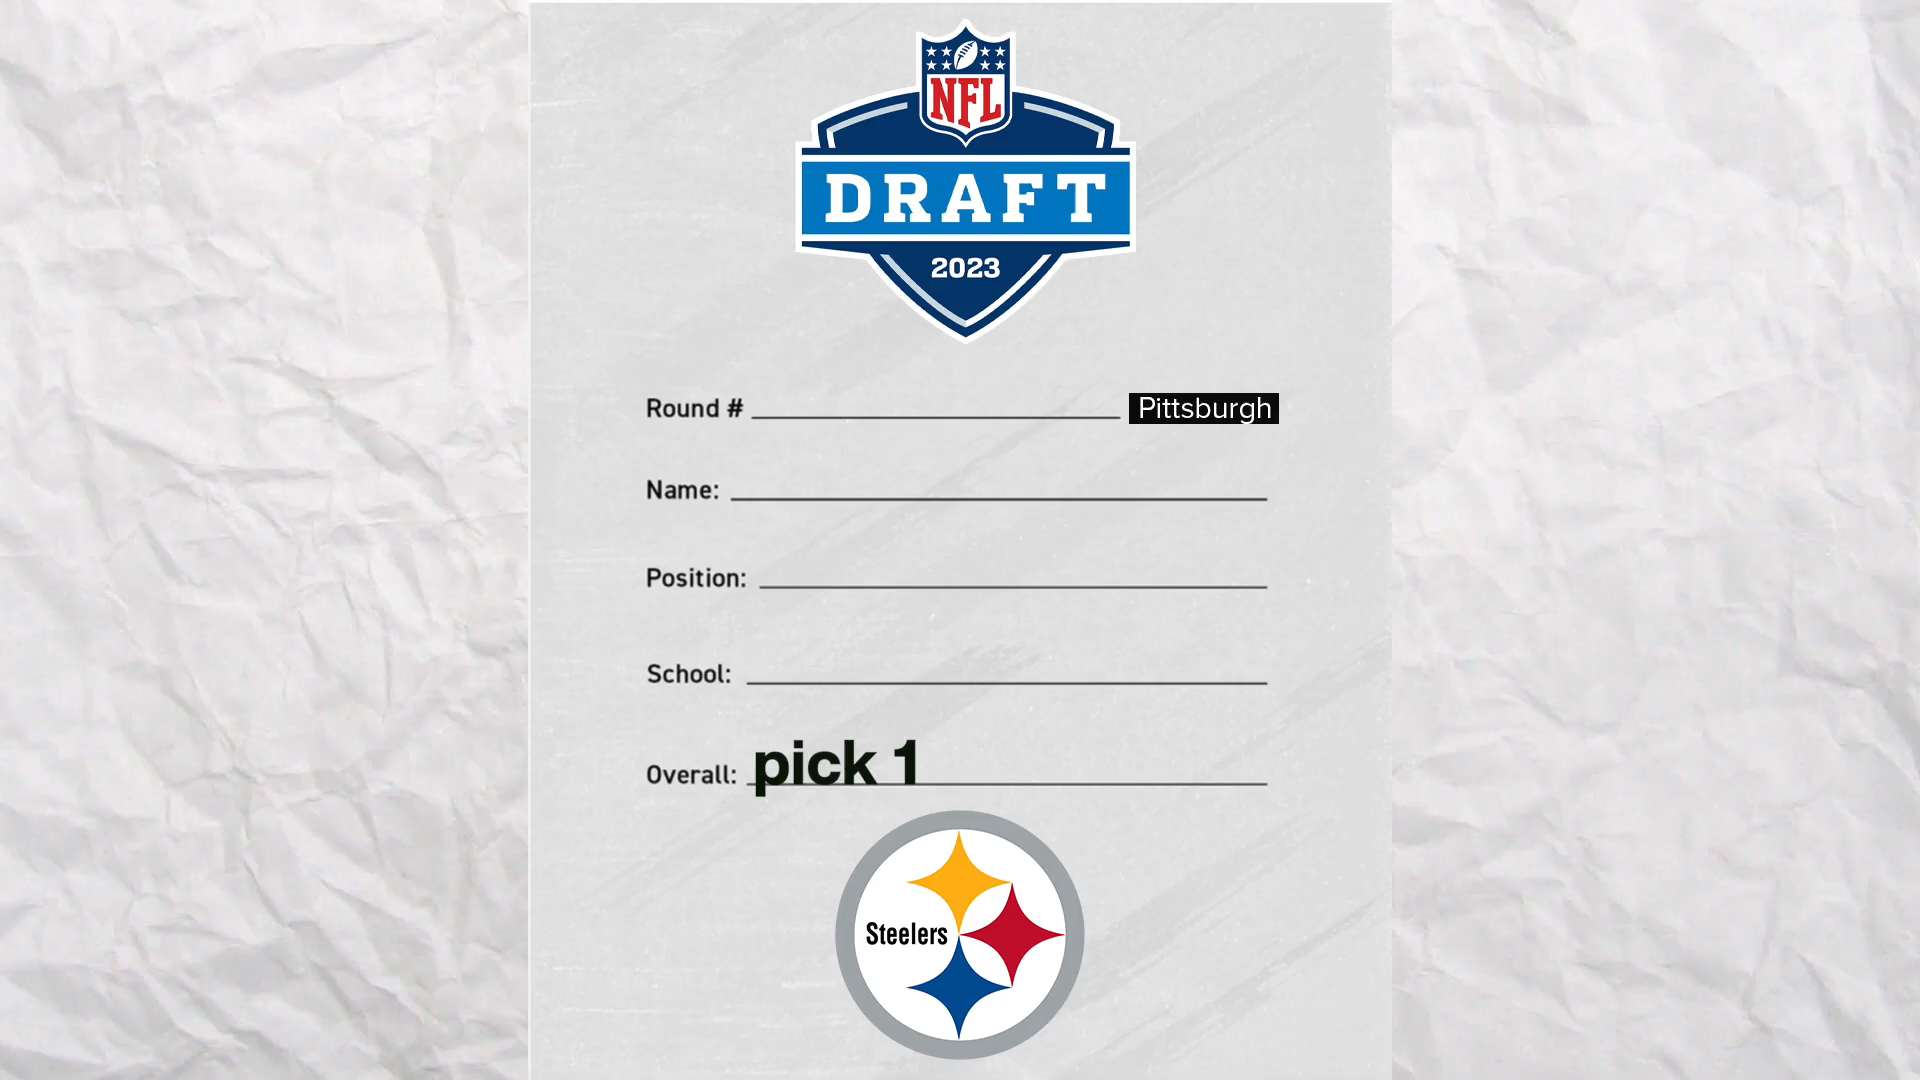 NFL
DRAFT
2023
Round # Pittsburgh
Name:
Position:
School:
Overall: pick 1
Steelers